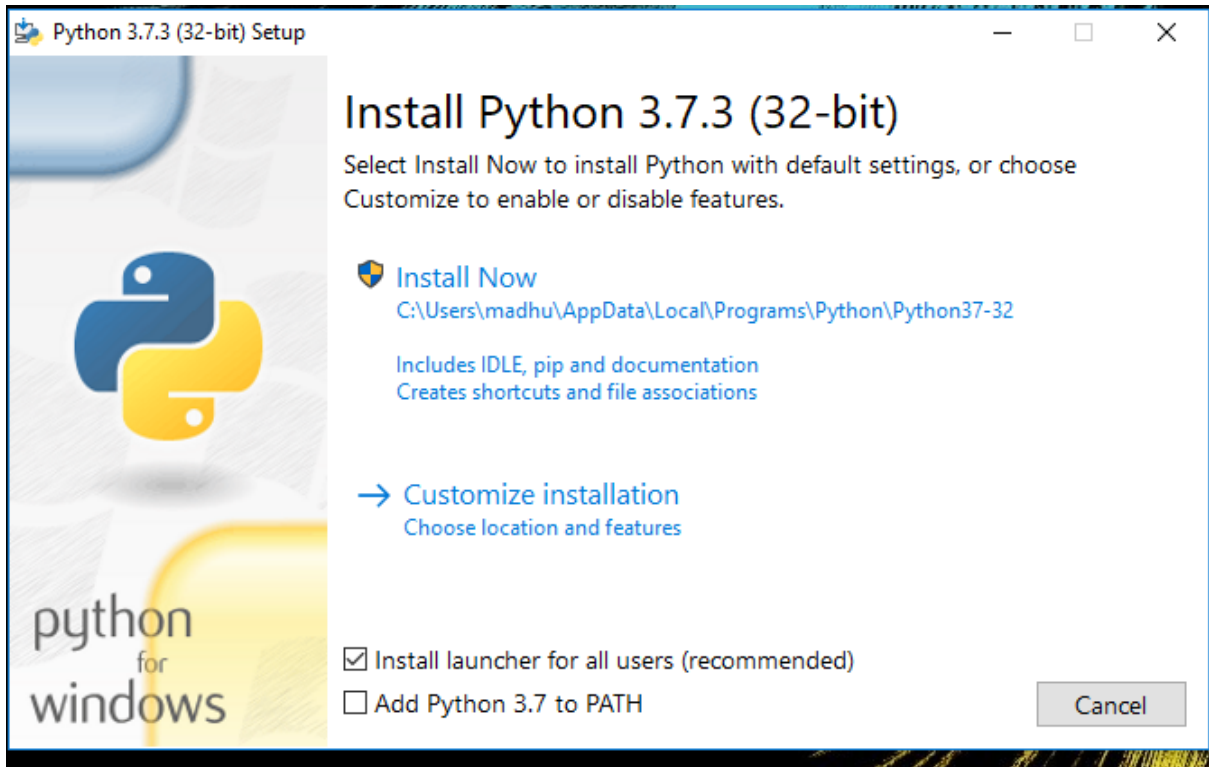 Python 3.7.3 (32-bit) Setup
Install Python 3.7.3 (32-bit)
Select Install Now to install Python with default settings, or choose
Customize to enable or disable features.
Install Now
C:\Users\madhu\AppData\Local\Programs\Python\Python37-32
Includes IDLE, pip and documentation
Creates shortcuts and file associations
Customize installation
Choose location and features
python
for
windows
Install launcher for all users (recommended)
Add Python 3.7 to PATH
Cancel